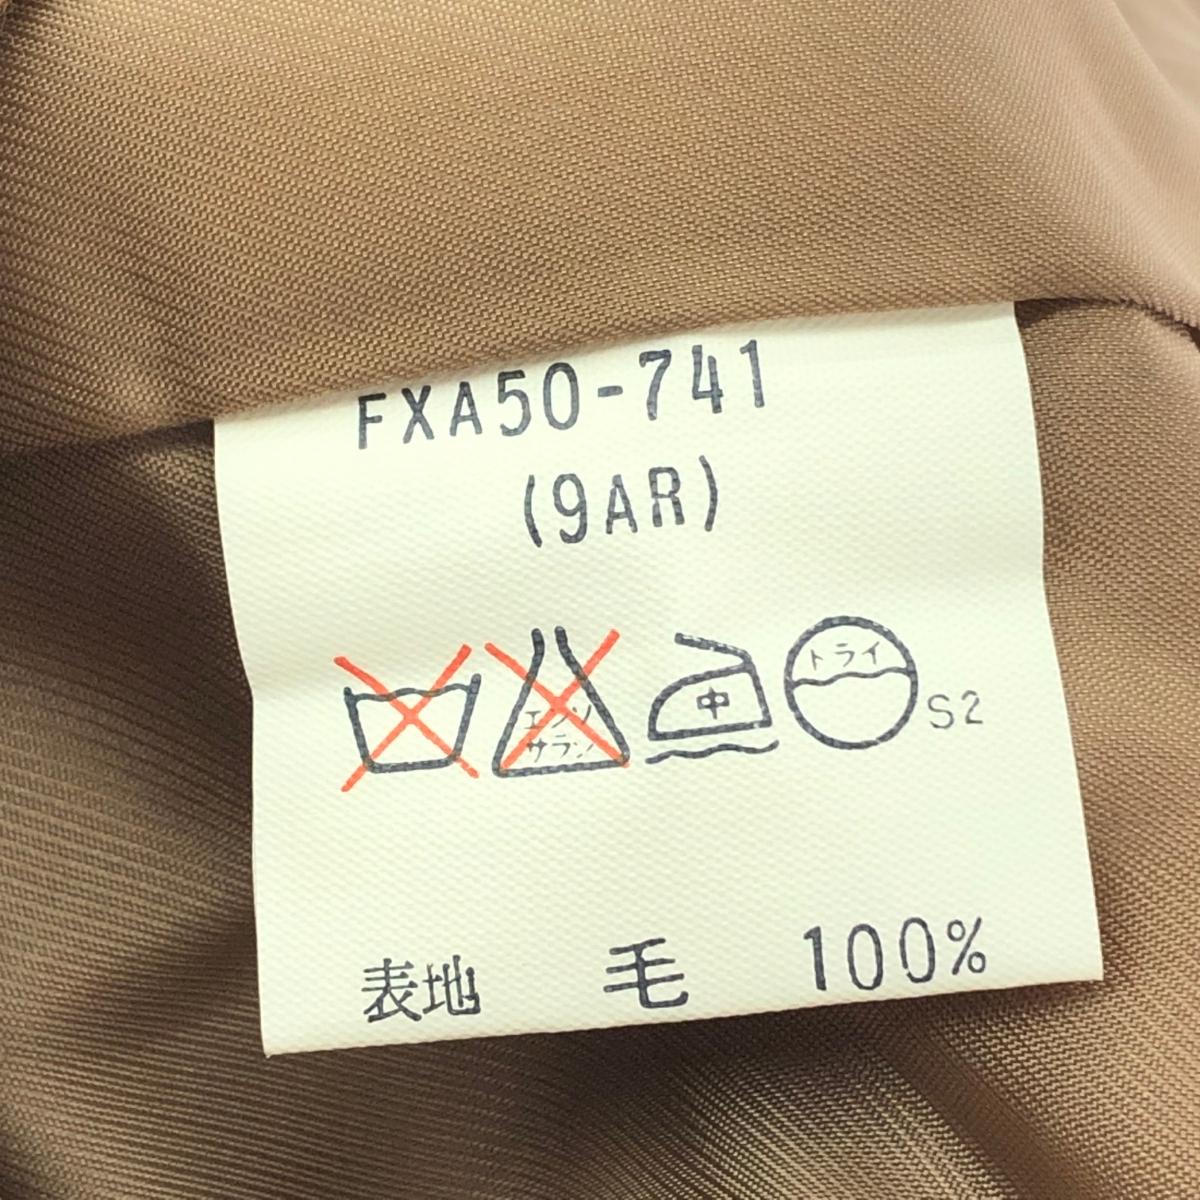 FXA50-741
(9AR)
エンソ
サラシ
中
ドライ
S2
表地 毛 100%